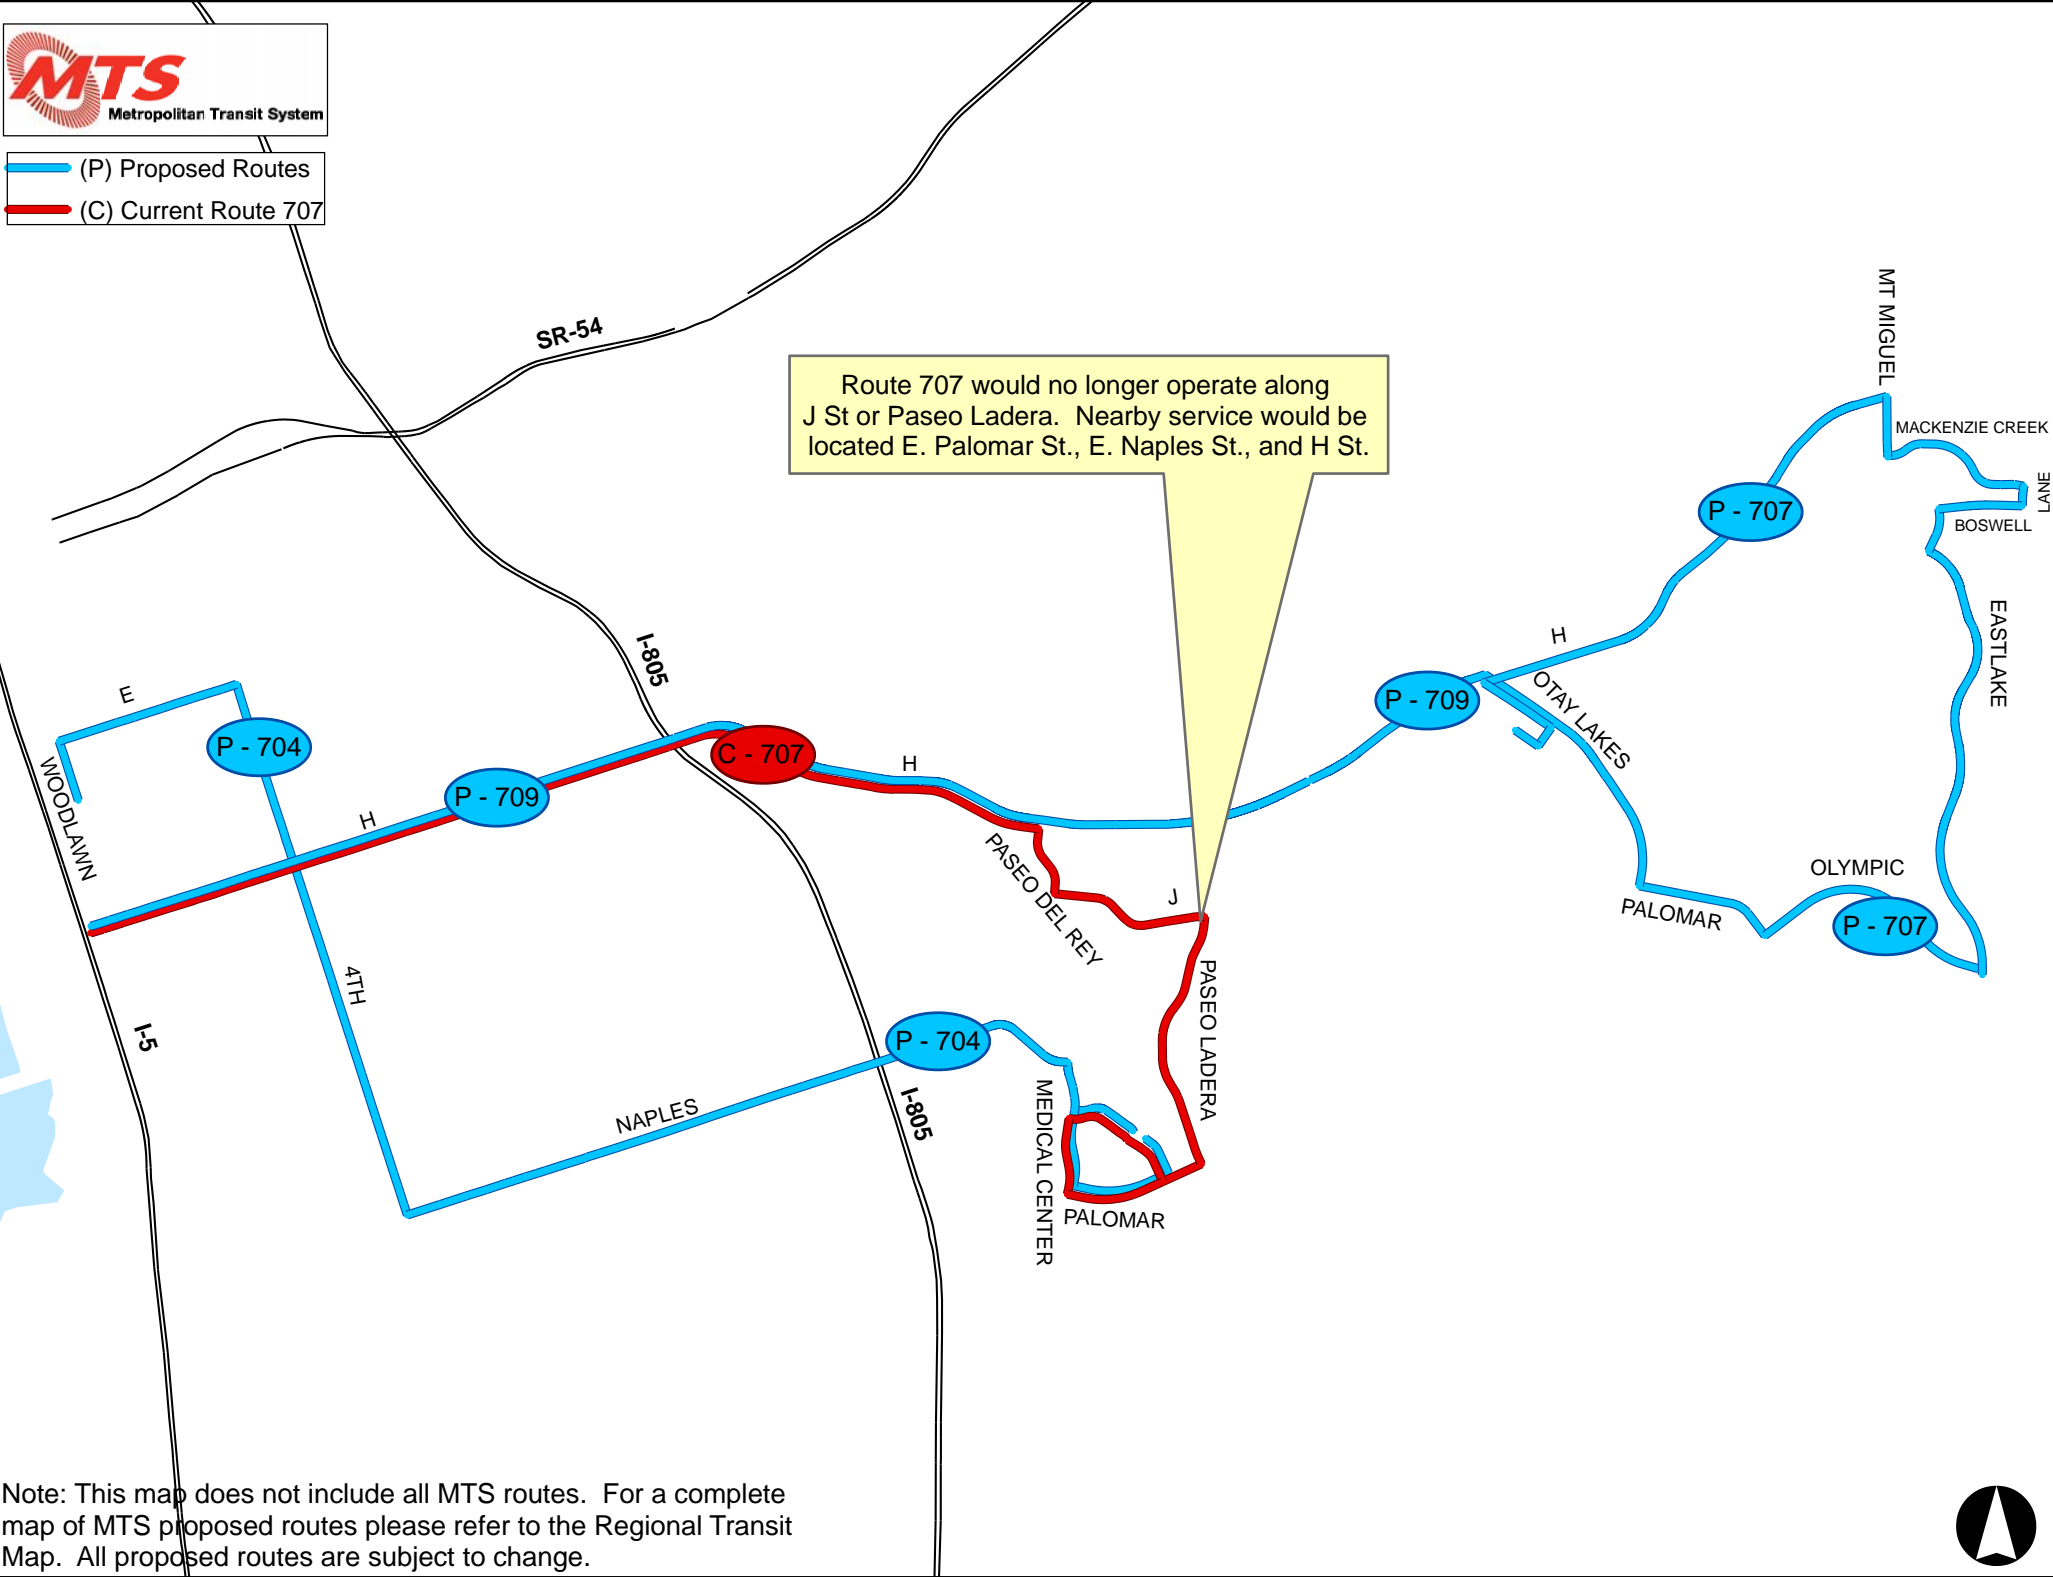 MTS
Metropolitan Transit System
(P) Proposed Routes
(C) Current Route 707
SR-54
Route 707 would no longer operate along
J St or Paseo Ladera.  Nearby service would be
located E. Palomar St., E. Naples St., and H St.
MT MIGUEL
MACKENZIE CREEK
LANE
P - 707
BOSWELL
EASTLAKE
I-805
H
OTAY LAKES
P - 709
E
P - 704
WOODLAWN
C - 707
H
P - 709
H
PASEO DEL REY
J
OLYMPIC
PALOMAR
P - 707
4TH
PASEO LADERA
I-5
P - 704
I-805
NAPLES
MEDICAL CENTER
PALOMAR
Note: This map does not include all MTS routes.  For a complete
map of MTS proposed routes please refer to the Regional Transit
Map.  All proposed routes are subject to change.